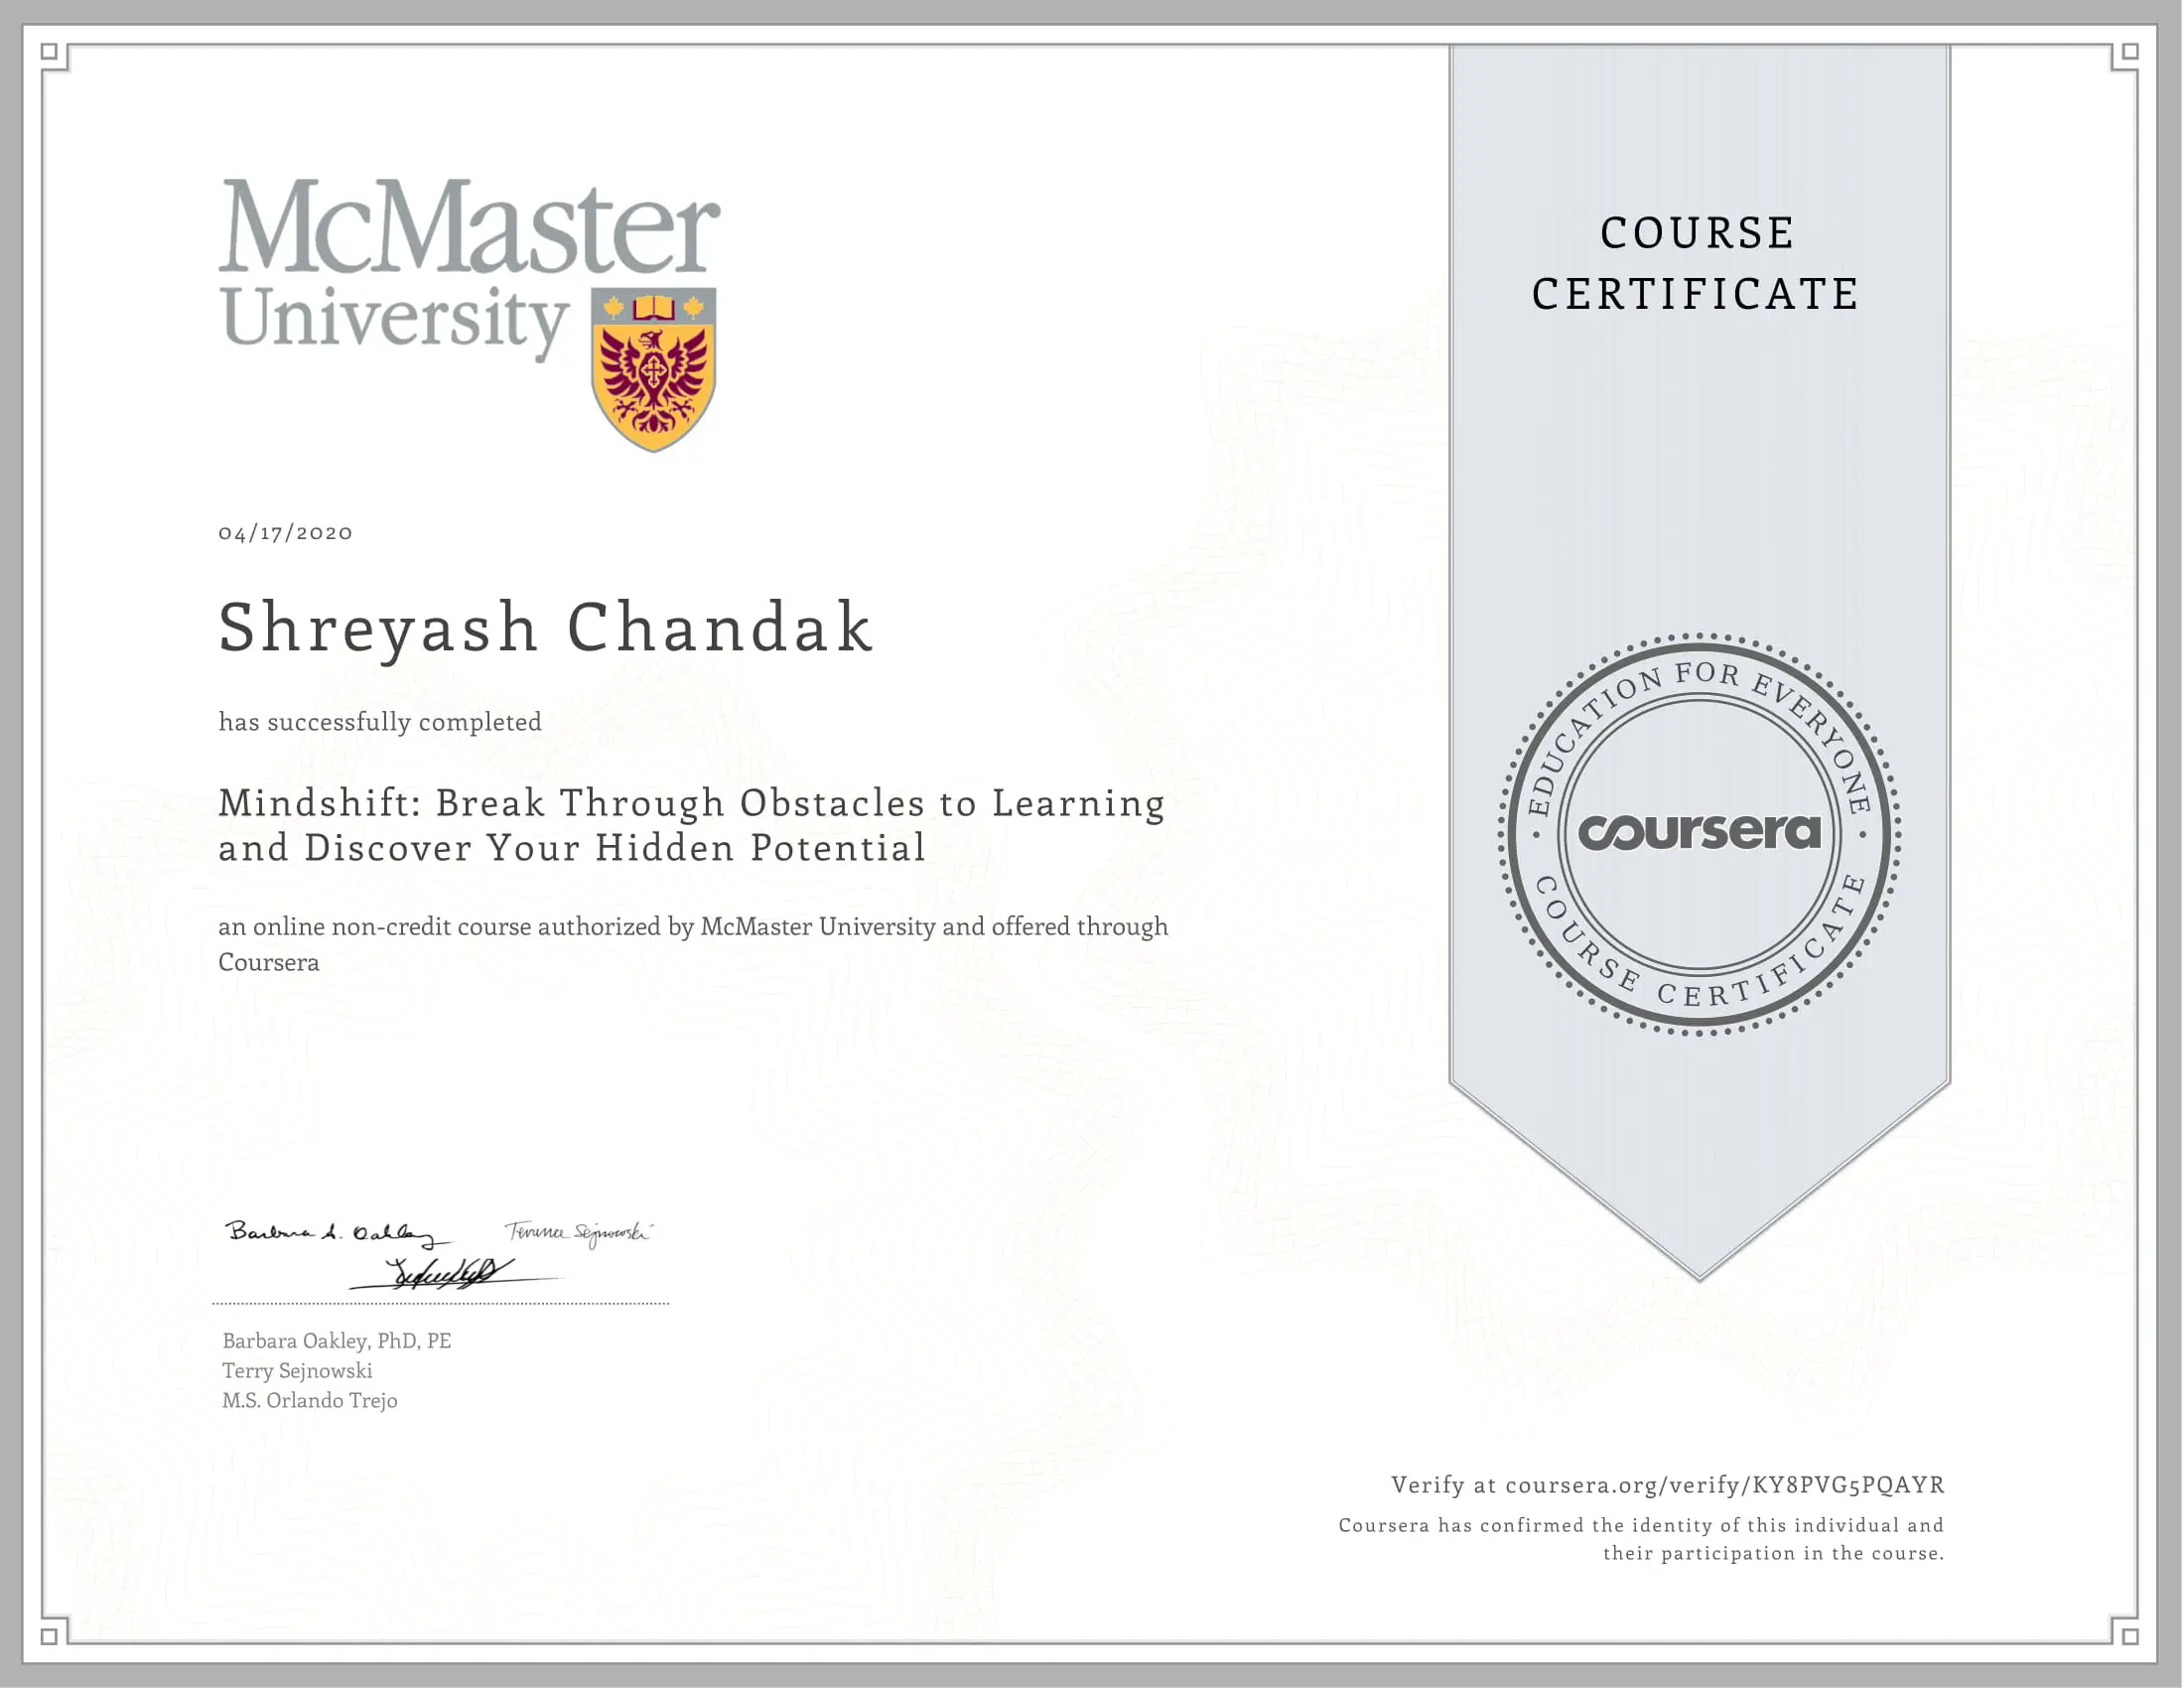 McMaster
University
COURSE
CERTIFICATE
04/17/2020
Shreyash Chandak
has successfully completed
Mindshift: Break Through Obstacles to Learning
and Discover Your Hidden Potential
an online non-credit course authorized by McMaster University and offered through
Coursera
EDUCATION FOR EVERYONE
coursera
COURSE CERTIFICATE
Barbara A. Oakley
Terrence Sejnowski
Barbara Oakley, PhD, PE
Terry Sejnowski
M.S. Orlando Trejo
Verify at coursera.org/verify/KY8PVG5PQAYR
Coursera has confirmed the identity of this individual and
their participation in the course.